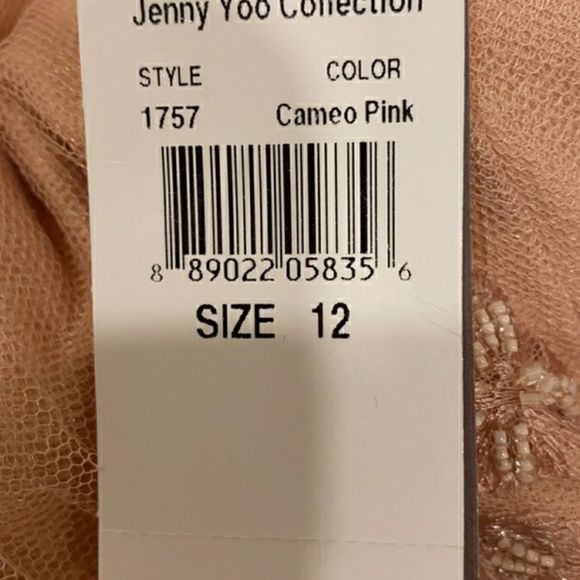 Jenny Yoo Collection
STYLE COLOR
1757 Cameo Pink
8 89022 05835 6
SIZE 12